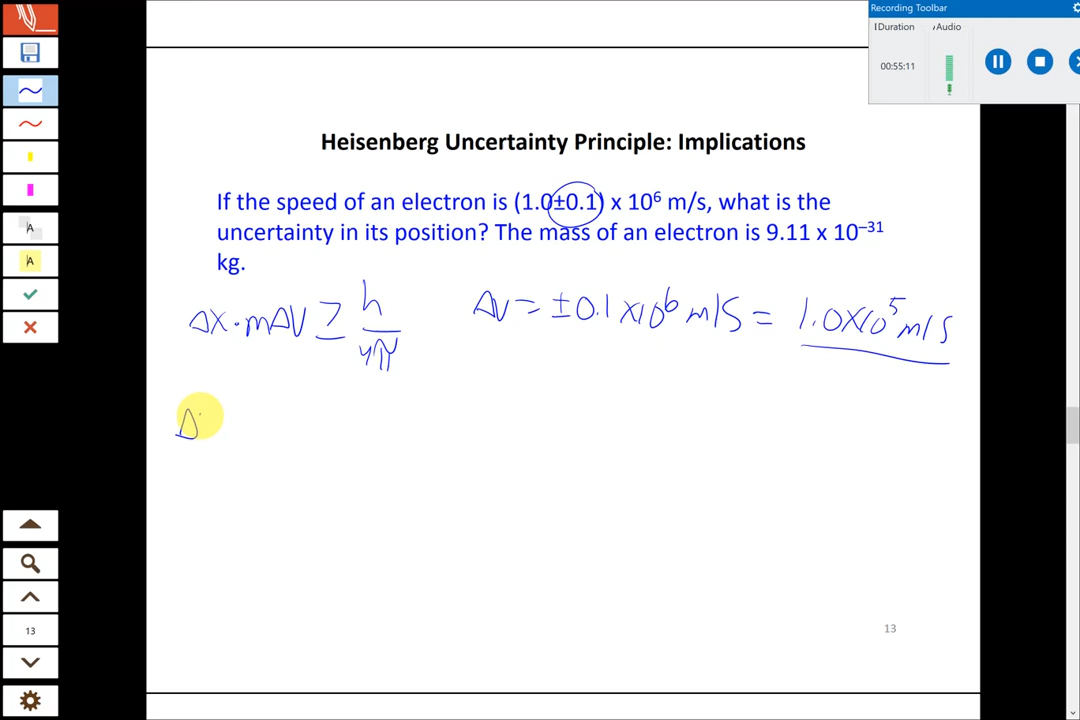 Recording Toolbar
Duration
Audio
00:55:11
Heisenberg Uncertainty Principle: Implications
If the speed of an electron is (1.0±0.1) x 10⁶ m/s, what is the
uncertainty in its position? The mass of an electron is 9.11 x 10⁻³¹
kg.
Δx·mΔv ≥ h/4π
Δv = ±0.1x10⁶ m/s = 1.0x10⁵ m/s
Δ
A
A
13
13